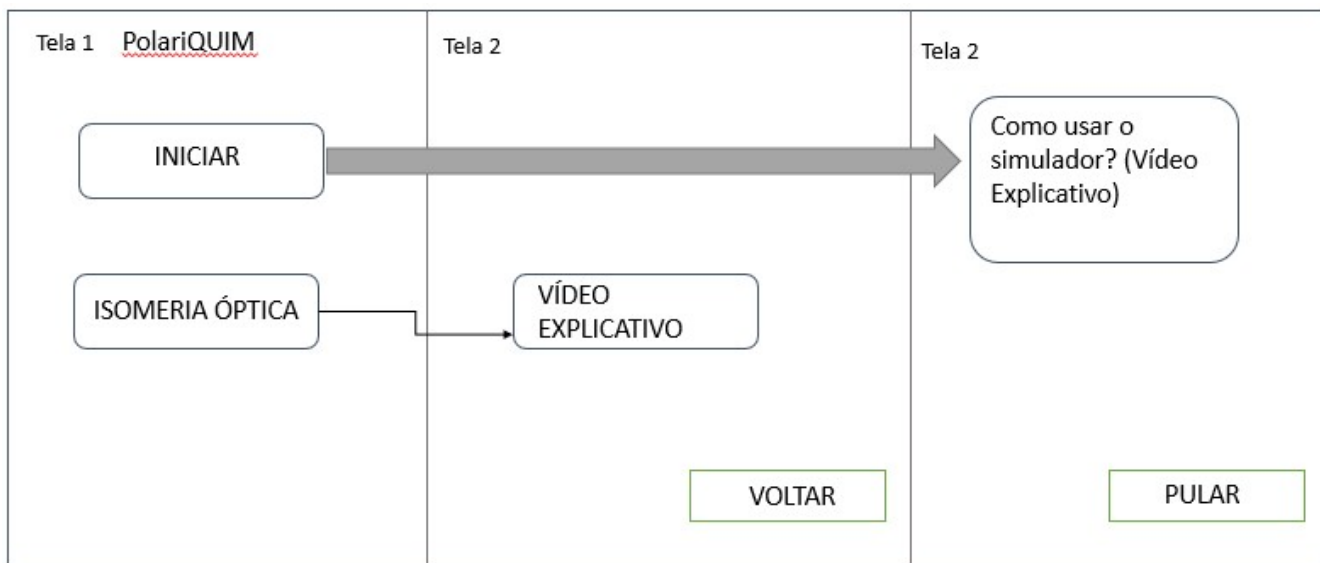 Tela 1 PolariQUIM
INICIAR
ISOMERIA ÓPTICA
Tela 2
VÍDEO
EXPLICATIVO
VOLTAR
Tela 2
Como usar o
simulador? (Vídeo
Explicativo)
PULAR